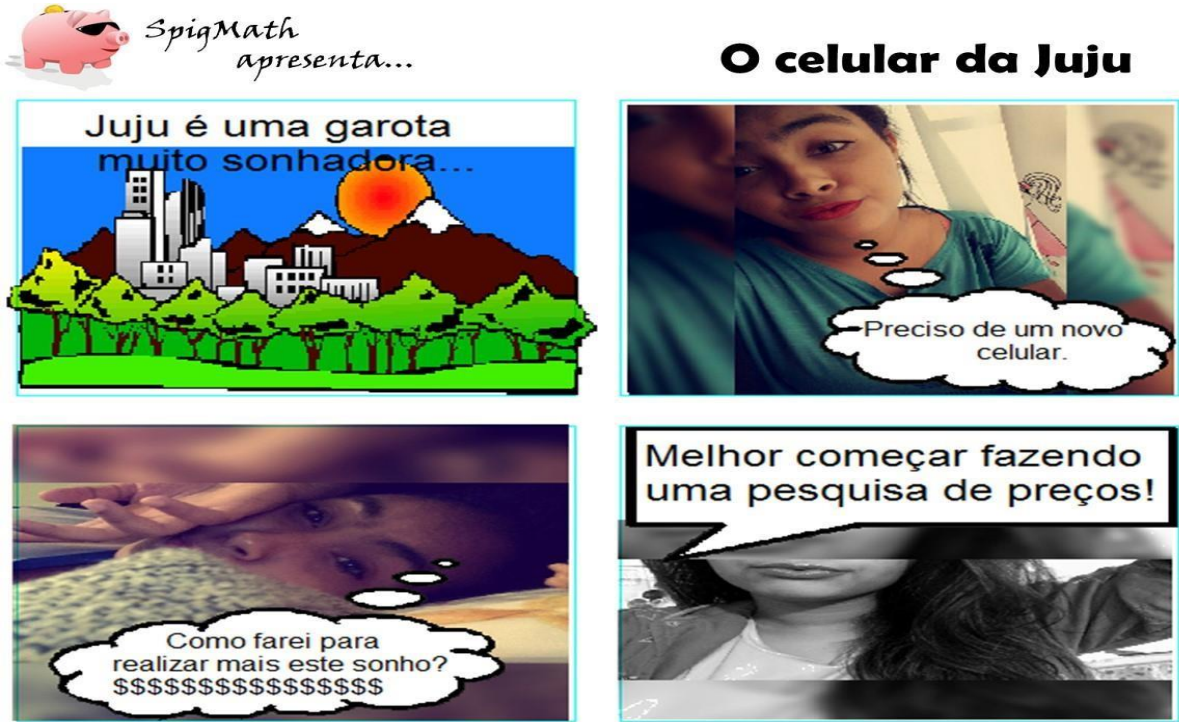 SpigMath
apresenta...
O celular da Juju
Juju é uma garota
muito sonhadora...
Preciso de um novo
celular.
Como farei para
realizar mais este sonho?
$$$$$$$$$$$$$$$$
Melhor começar fazendo
uma pesquisa de preços!